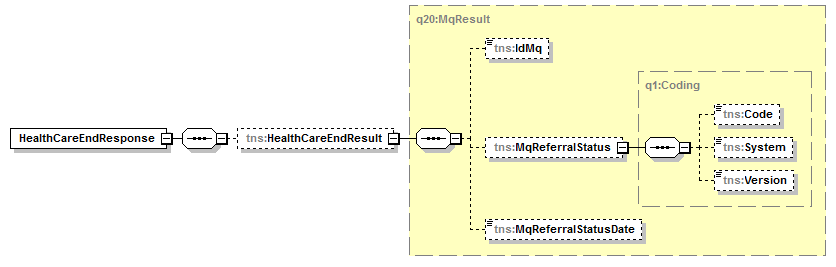 q20:MqResult
tns:IdMq
q1:Coding
tns:Code
HealthCareEndResponse
tns:HealthCareEndResult
tns:MqReferralStatus
tns:System
tns:Version
tns:MqReferralStatusDate